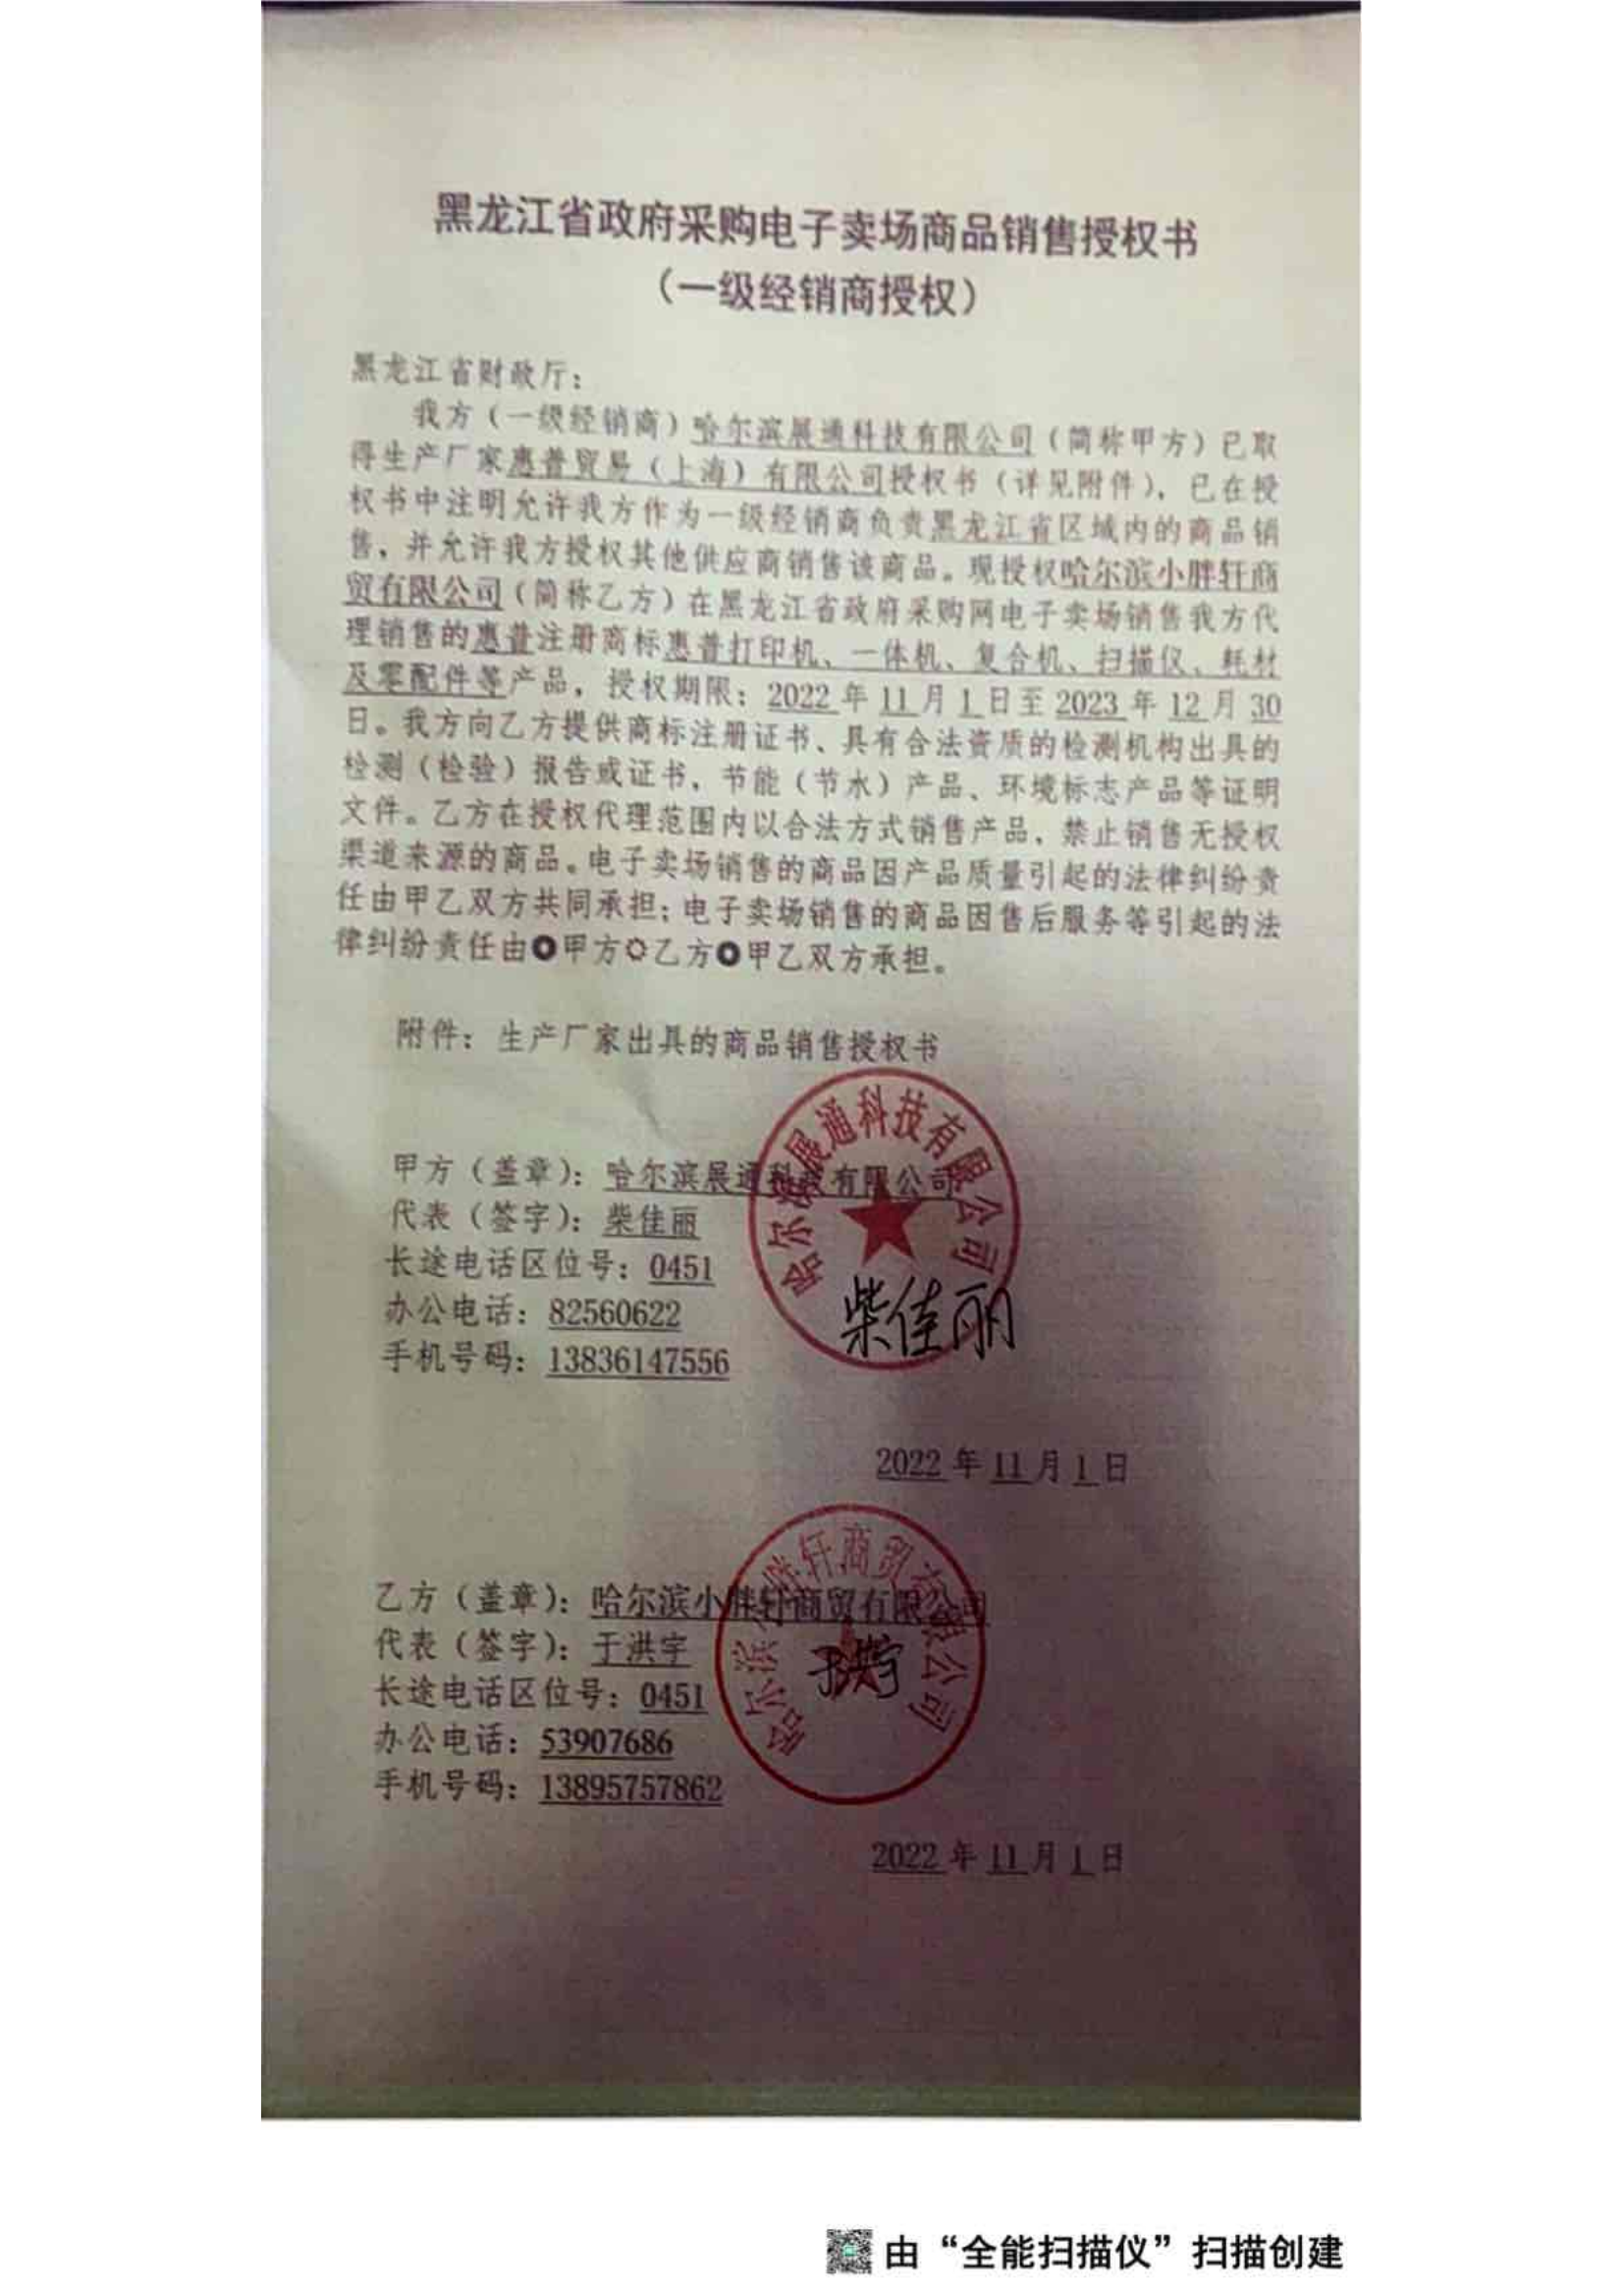 黑龙江省政府采购电子卖场商品销售授权书
（一级经销商授权）
黑龙江省财政厅：
我方（一级经销商）哈尔滨展通科技有限公司（简称甲方）已取
得生产厂家惠普贸易（上海）有限公司授权书（详见附件），已在授
权书中注明允许我方作为一级经销商负责黑龙江省区域内的商品销
售，并允许我方授权其他供应商销售该商品。现授权哈尔滨小胖轩商
贸有限公司（简称乙方）在黑龙江省政府采购网电子卖场销售我方代
理销售的惠普注册商标惠普打印机、一体机、复合机、扫描仪、耗材
及零配件等产品，授权期限：2022年11月1日至2023年12月30
日。我方向乙方提供商标注册证书、具有合法资质的检测机构出具的
检测（检验）报告或证书，节能（节水）产品、环境标志产品等证明
文件。乙方在授权代理范围内以合法方式销售产品，禁止销售无授权
渠道来源的商品。电子卖场销售的商品因产品质量引起的法律纠纷责
任由甲乙双方共同承担；电子卖场销售的商品因售后服务等引起的法
律纠纷责任由甲方乙方甲乙双方承担。
附件：生产厂家出具的商品销售授权书
哈尔滨展通科技有限公司
甲方（盖章）：哈尔滨展通科技有限公司
代表（签字）：柴佳丽
长途电话区位号：0451
柴佳丽
办公电话：82560622
手机号码：13836147556
2022年11月1日
哈尔滨小胖轩商贸有限公司
乙方（盖章）：哈尔滨小胖轩商贸有限公司
代表（签字）：于洪宇
于洪宇
长途电话区位号：0451
办公电话：53907686
手机号码：13895757862
2022年11月1日
由“全能扫描仪”扫描创建